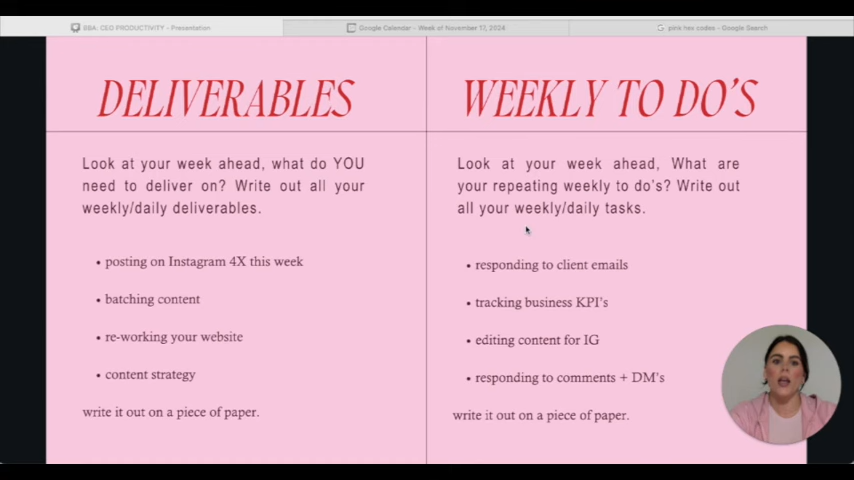 BBA: CEO PRODUCTIVITY - Presentation
Google Calendar - Week of November 17, 2024
pink hex codes - Google Search
DELIVERABLES
Look at your week ahead, what do YOU
need to deliver on? Write out all your
weekly/daily deliverables.
• posting on Instagram 4X this week
• batching content
• re-working your website
• content strategy
write it out on a piece of paper.
WEEKLY TO DO'S
Look at your week ahead, What are
your repeating weekly to do's? Write out
all your weekly/daily tasks.
• responding to client emails
• tracking business KPI's
• editing content for IG
• responding to comments + DM's
write it out on a piece of paper.